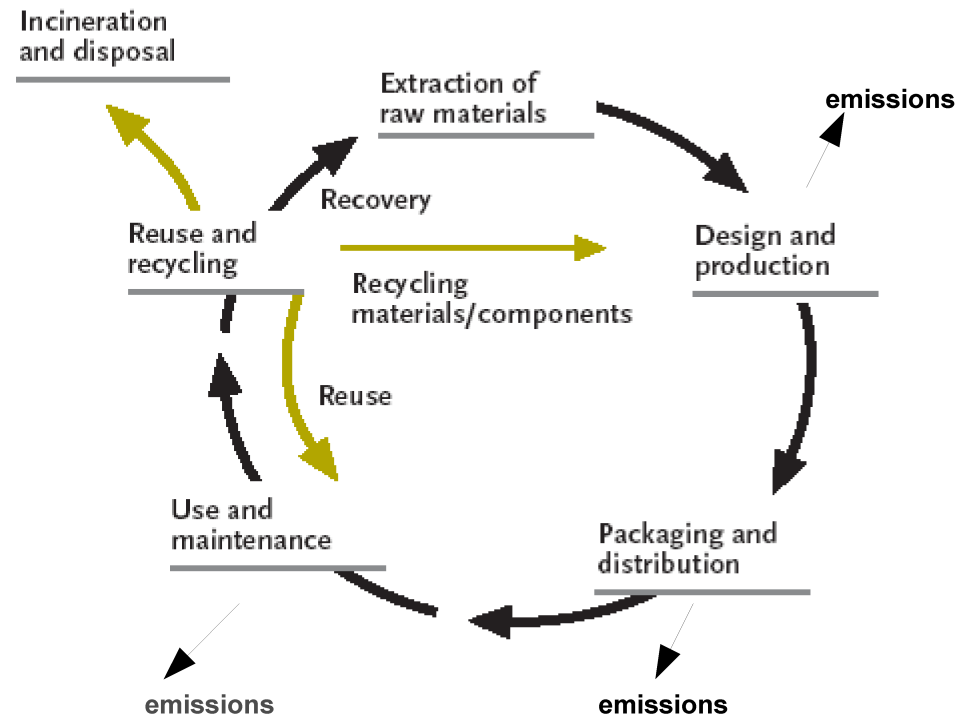 Incineration
and disposal
Extraction of
raw materials
emissions
Recovery
Reuse and
recycling
Design and
production
Recycling
materials/components
Reuse
Use and
maintenance
Packaging and
distribution
emissions
emissions